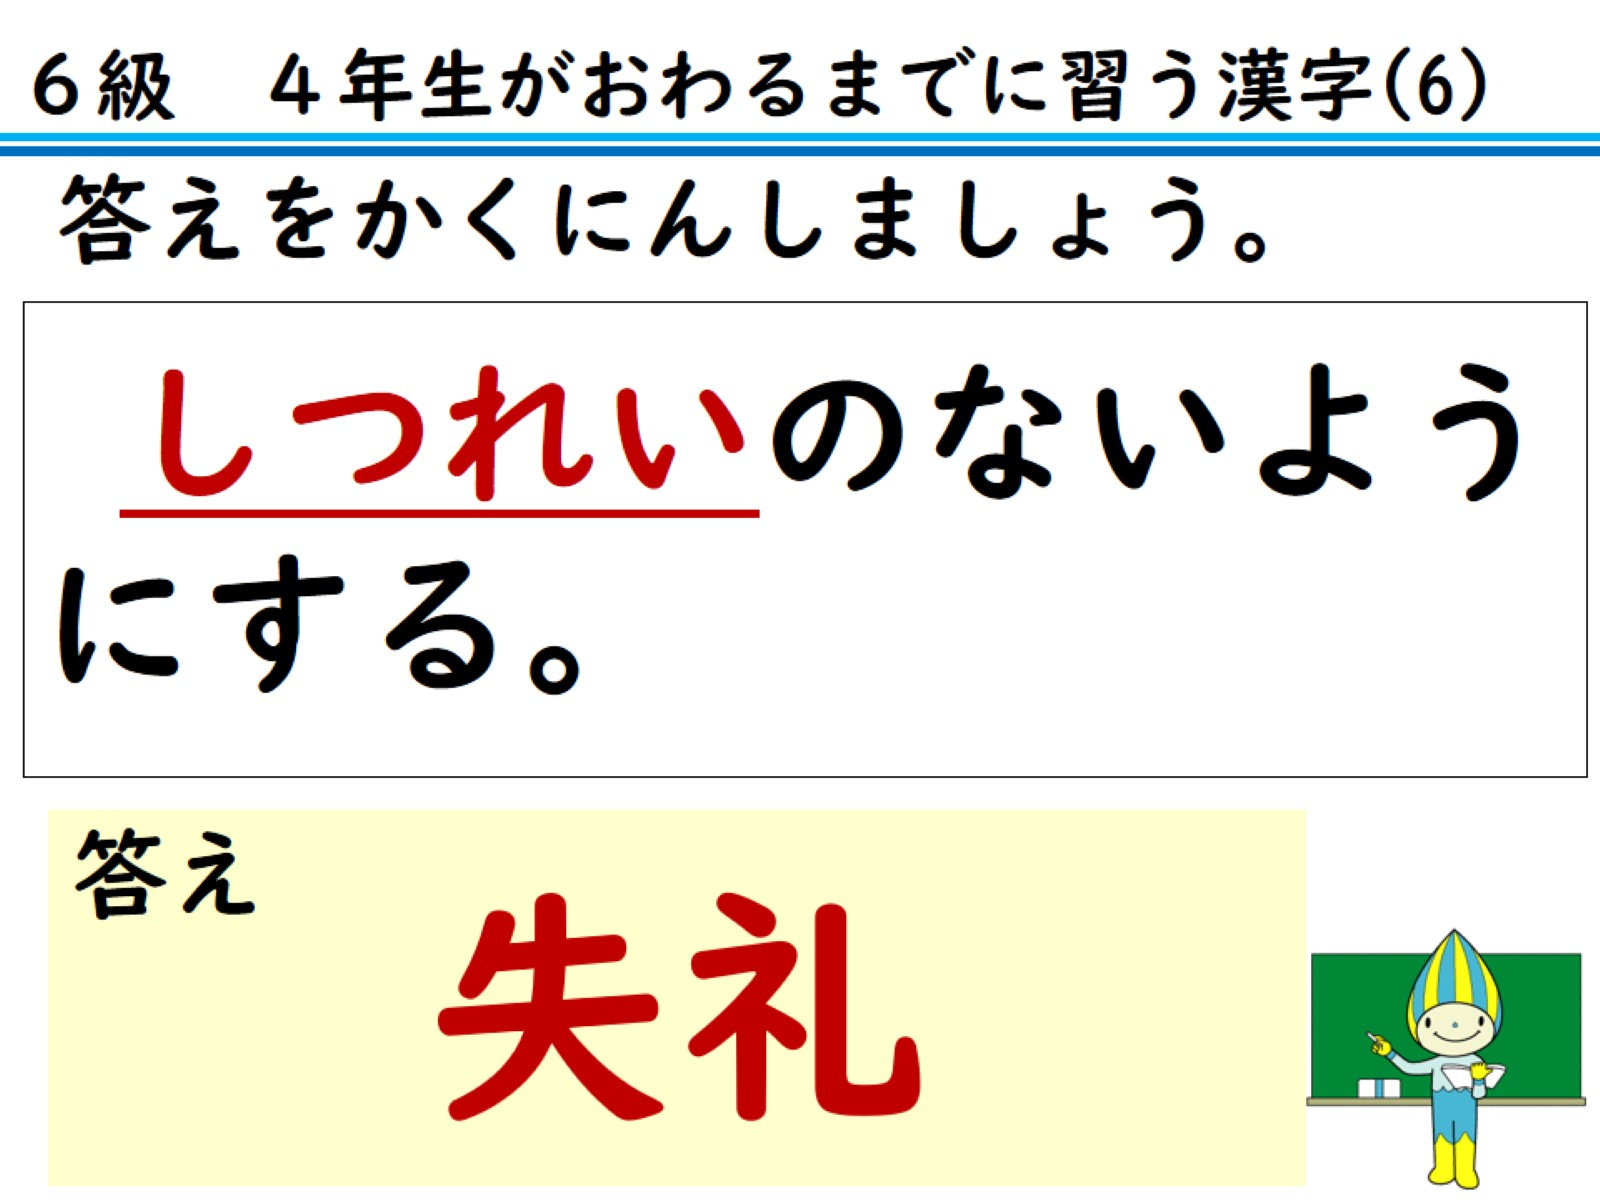 ６級　４年生がおわるまでに習う漢字(6)
答えをかくにんしましょう。
しつれいのないよう
にする。
答え
失礼